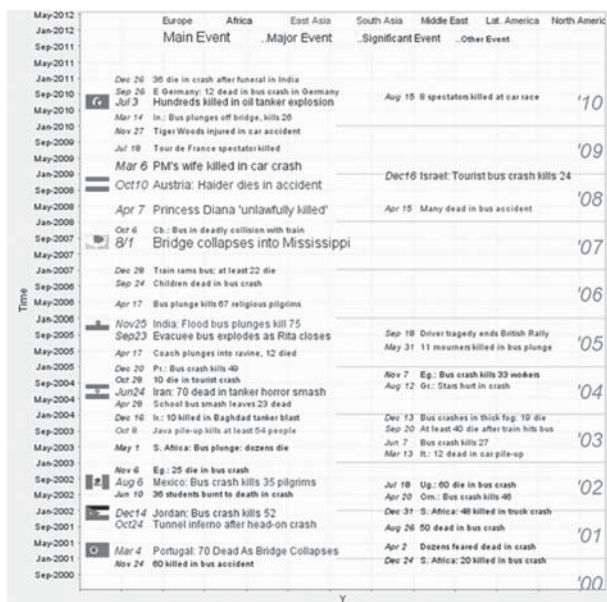 Europe Africa East Asia South Asia Middle East Lat. America North Americ
Main Event ..Major Event ..Significant Event ..Other Event
Time
May-2012
Jan-2012
Sep-2011
May-2011
Jan-2011
Sep-2010
May-2010
Jan-2010
Sep-2009
May-2009
Jan-2009
Sep-2008
May-2008
Jan-2008
Sep-2007
May-2007
Jan-2007
Sep-2006
May-2006
Jan-2006
Sep-2005
May-2005
Jan-2005
Sep-2004
May-2004
Jan-2004
Sep-2003
May-2003
Jan-2003
Sep-2002
May-2002
Jan-2002
Sep-2001
May-2001
Jan-2001
Sep-2000
Dec 26 36 die in crash after funeral in India
Sep 26 E Germany: 12 dead in bus crash in Germany
Jul 3 Hundreds killed in oil tanker explosion
Mar 14 In.: Bus plunges off bridge, kills 26
Nov 27 Tiger Woods injured in car accident
Jul 18 Tour de France spectator killed
Mar 6 PM's wife killed in car crash
Oct10 Austria: Haider dies in accident
Apr 7 Princess Diana 'unlawfully killed'
Oct 6 Cb.: Bus in deadly collision with train
8/1 Bridge collapses into Mississippi
Dec 28 Train rams bus; at least 22 die
Sep 24 Children dead in bus crash
Apr 17 Bus plunge kills 67 religious pilgrims
Nov25 India: Flood bus plunges kill 75
Sep23 Evacuee bus explodes as Rita closes
Apr 17 Coach plunges into ravine, 12 died
Dec 20 Pr.: Bus crash kills 49
Oct 28 10 die in tourist crash
Jun24 Iran: 70 dead in tanker horror smash
Apr 28 School bus smash leaves 23 dead
Dec 16 Ir.: 10 killed in Baghdad tanker blast
Oct 8 Java pile-up kills at least 54 people
May 1 S. Africa: Bus plunge: dozens die
Nov 6 Eg.: 25 die in bus crash
Aug 6 Mexico: Bus crash kills 35 pilgrims
Jun 10 36 students burnt to death in crash
Dec14 Jordan: Bus crash kills 52
Oct24 Tunnel inferno after head-on crash
Mar 4 Portugal: 70 Dead As Bridge Collapses
Nov 24 60 killed in bus accident
Aug 15 8 spectators killed at car race
Dec16 Israel: Tourist bus crash kills 24
Apr 15 Many dead in bus accident
Sep 18 Driver tragedy ends British Rally
May 31 11 mourners killed in bus plunge
Nov 7 Eg.: Bus crash kills 33 workers
Aug 12 Gr.: Stars hurt in crash
Dec 13 Bus crashes in thick fog: 19 die
Sep 20 At least 40 die after train hits bus
Jun 7 Bus crash kills 27
Mar 13 It.: 12 dead in car pile-up
Jul 18 Ug.: 60 die in bus crash
Apr 20 Om.: Bus crash kills 46
Dec 31 S. Africa: 48 killed in truck crash
Aug 26 50 dead in bus crash
Apr 2 Dozens feared dead in crash
Dec 24 S. Africa: 20 killed in bus crash
'10
'09
'08
'07
'06
'05
'04
'03
'02
'01
'00
Y